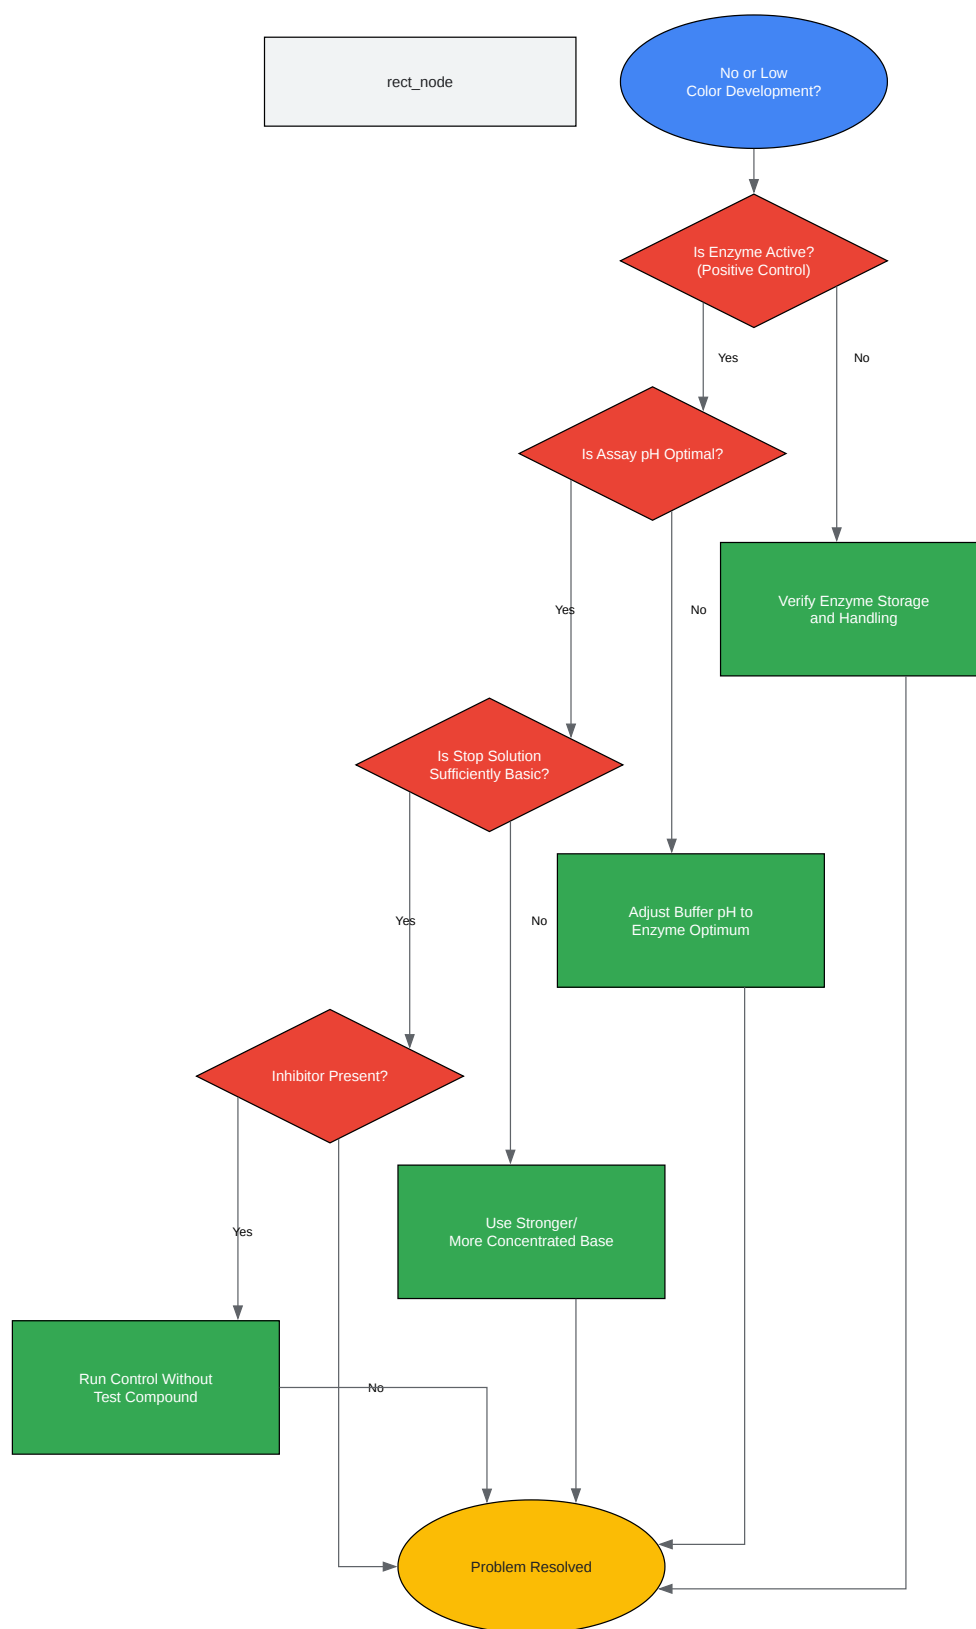 rect_node
No or Low
Color Development?
Is Enzyme Active?
(Positive Control)
Yes
No
Is Assay pH Optimal?
Yes
No
Verify Enzyme Storage
and Handling
Is Stop Solution
Sufficiently Basic?
Yes
No
Adjust Buffer pH to
Enzyme Optimum
Inhibitor Present?
Yes
Use Stronger/
More Concentrated Base
Run Control Without
Test Compound
No
Problem Resolved